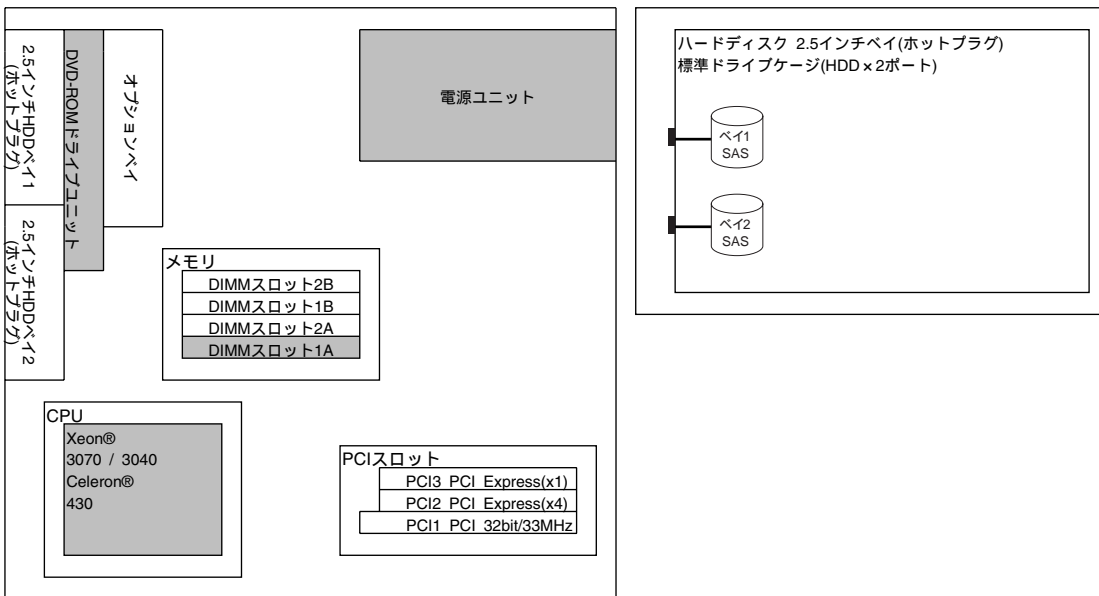 2.5インチHDDベイ1
(ホットプラグ)
DVD-ROMドライブユニット
オプションベイ
電源ユニット
2.5インチHDDベイ2
(ホットプラグ)
メモリ
DIMMスロット2B
DIMMスロット1B
DIMMスロット2A
DIMMスロット1A
CPU
Xeon®
3070 / 3040
Celeron®
430
PCIスロット
PCI3 PCI Express(x1)
PCI2 PCI Express(x4)
PCI1 PCI 32bit/33MHz
ハードディスク 2.5インチベイ(ホットプラグ)
標準ドライブケージ(HDD×2ポート)
ベイ1
SAS
ベイ2
SAS